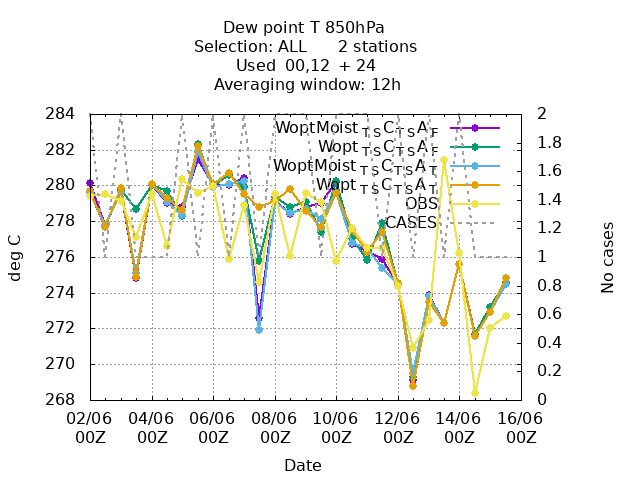 Dew point T 850hPa
Selection: ALL      2 stations
Used  00,12  + 24
Averaging window: 12h
284
282
280
278
276
274
272
270
268
2
1.8
1.6
1.4
1.2
1
0.8
0.6
0.4
0.2
0
WoptMoist T S C T S A F
Wopt T S C T S A F
WoptMoist T S C T S A T
Wopt T S C T S A T
OBS
CASES
deg C
No cases
02/06 04/06 06/06 08/06 10/06 12/06 14/06 16/06
00Z 00Z 00Z 00Z 00Z 00Z 00Z 00Z
Date